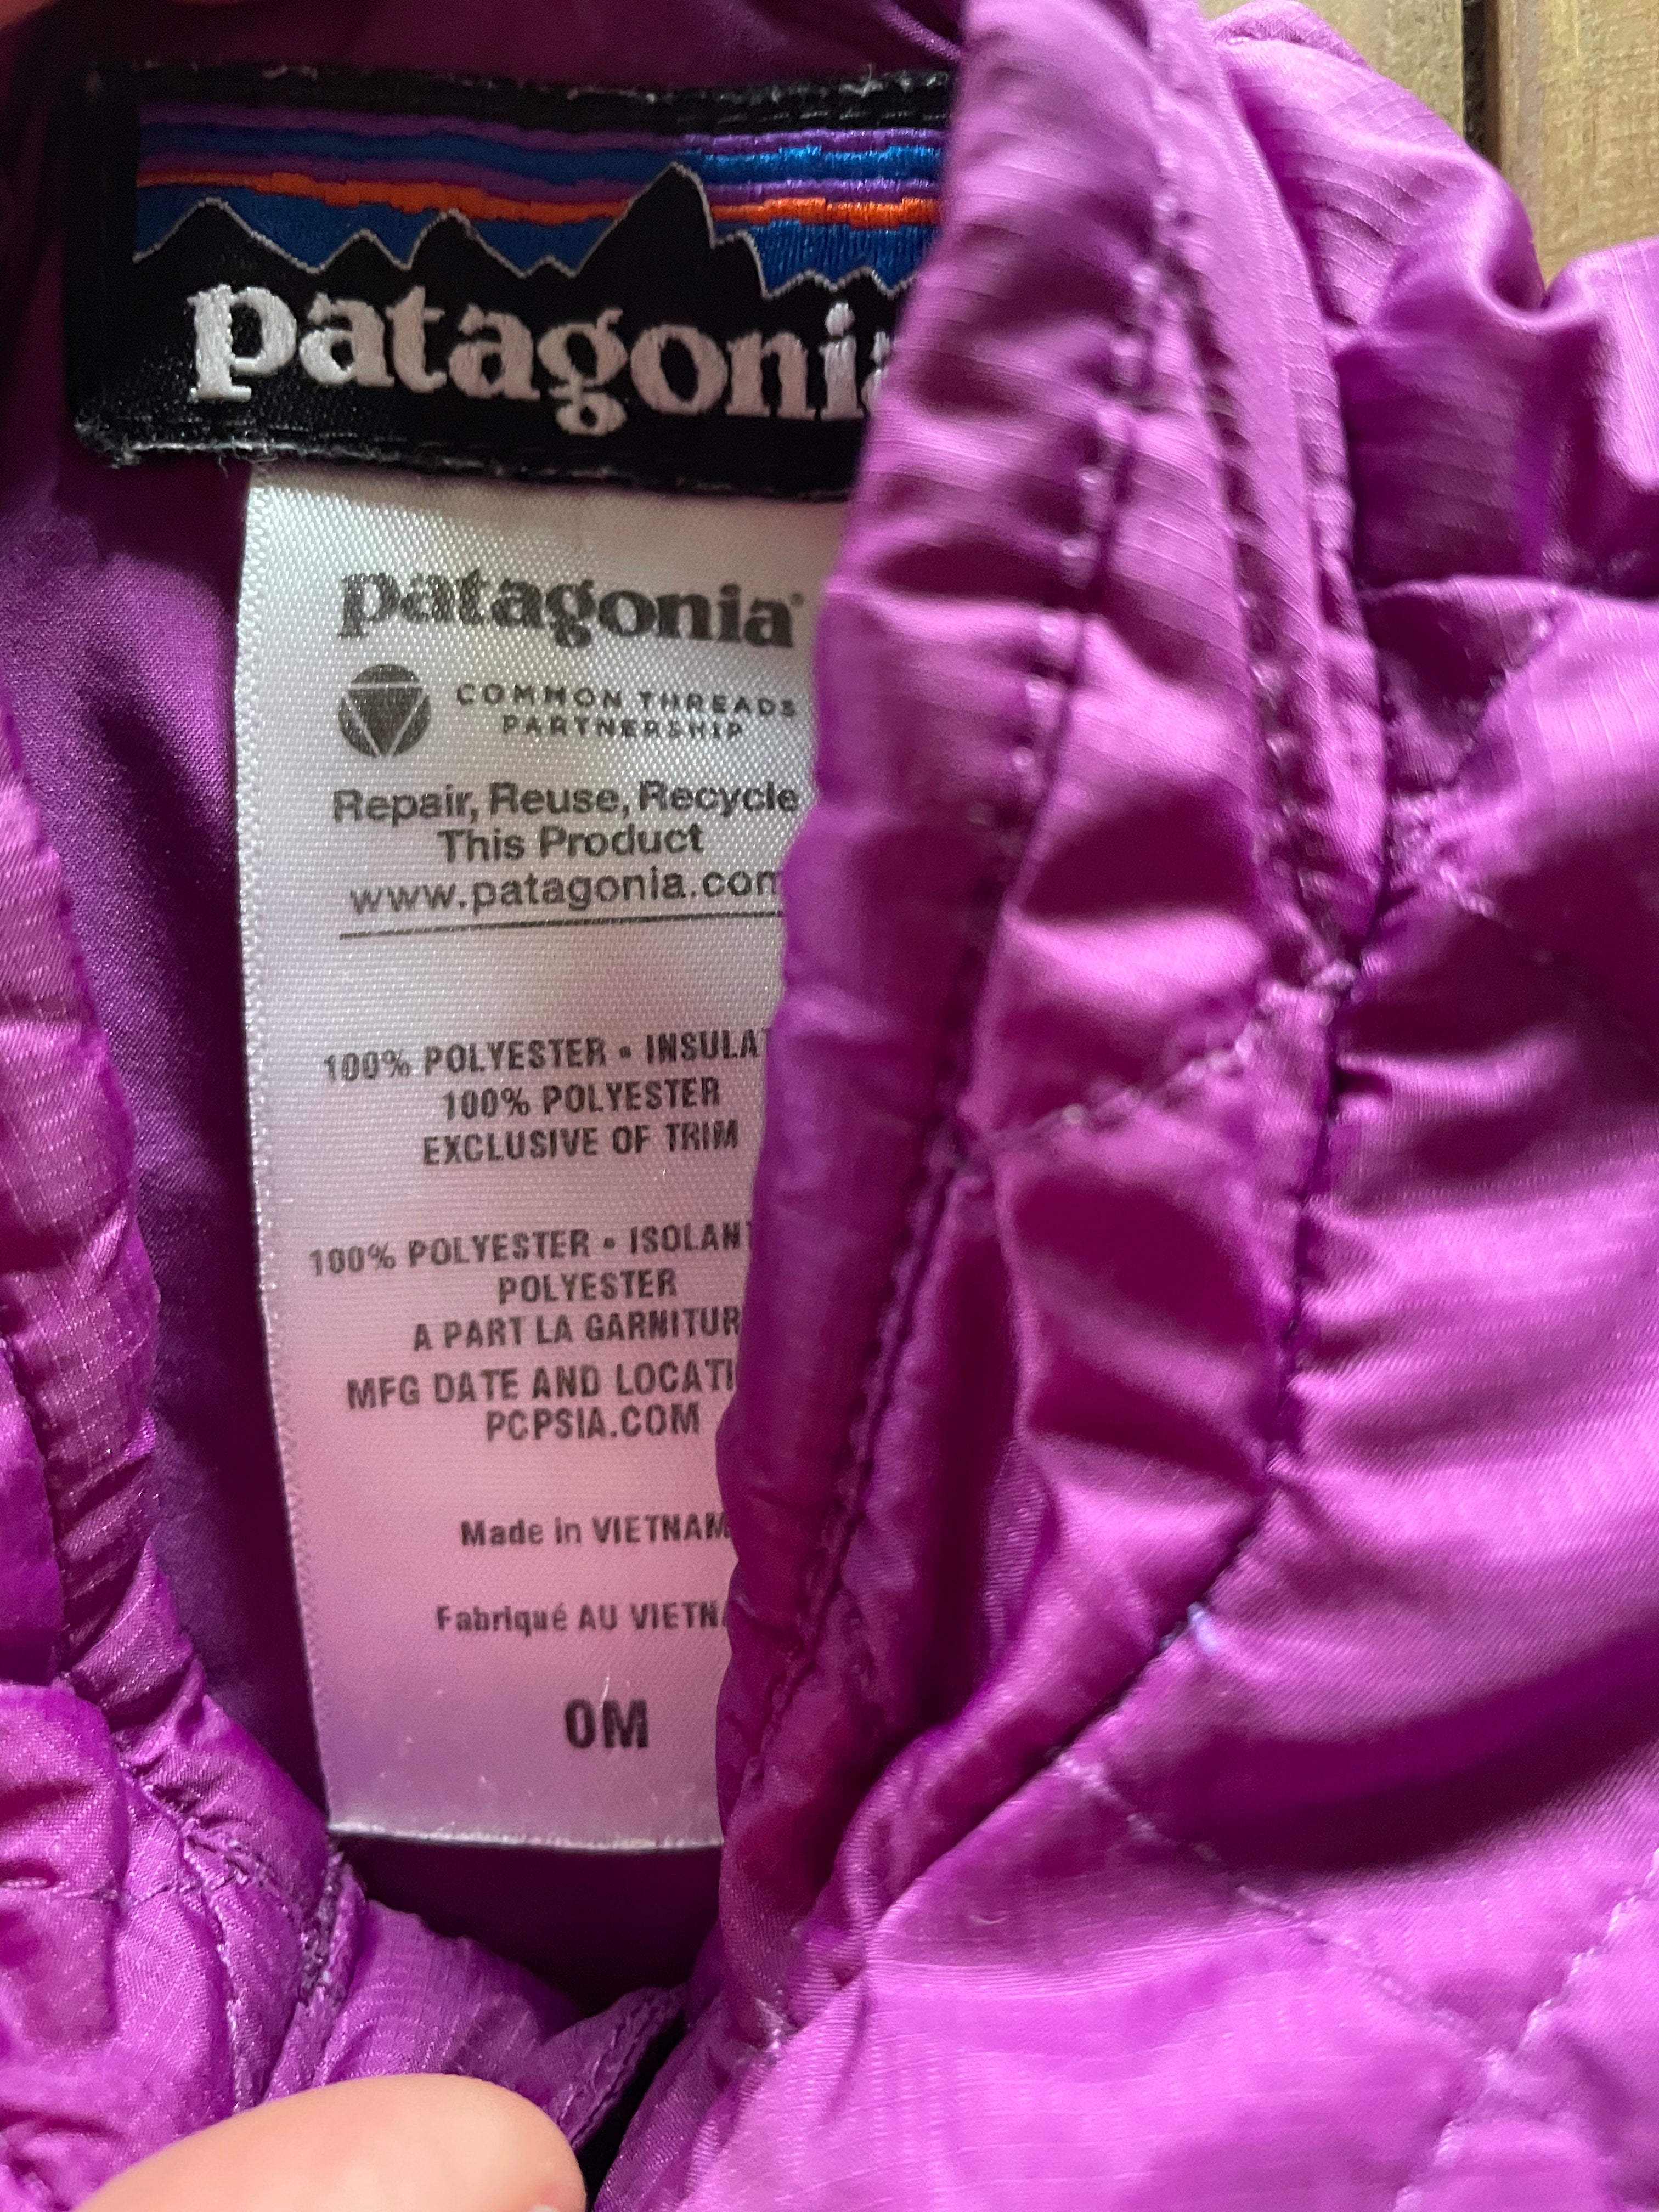 patagonia
patagonia®
COMMON THREADS
PARTNERSHIP
Repair, Reuse, Recycle
This Product
www.patagonia.com
100% POLYESTER • INSULAT
100% POLYESTER
EXCLUSIVE OF TRIM
100% POLYESTER • ISOLANT
POLYESTER
A PART LA GARNITUR
MFG DATE AND LOCATI
PCPSIA.COM
Made in VIETNAM
Fabriqué AU VIETNA
0M